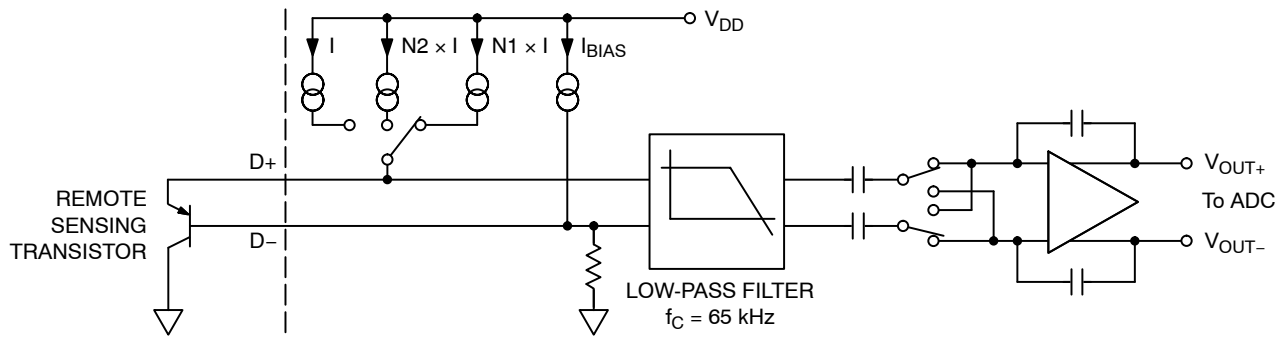 V_DD
I
N2 × I
N1 × I
I_BIAS
D+
REMOTE
SENSING
TRANSISTOR
D−
LOW-PASS FILTER
f_C = 65 kHz
V_OUT+
To ADC
V_OUT−